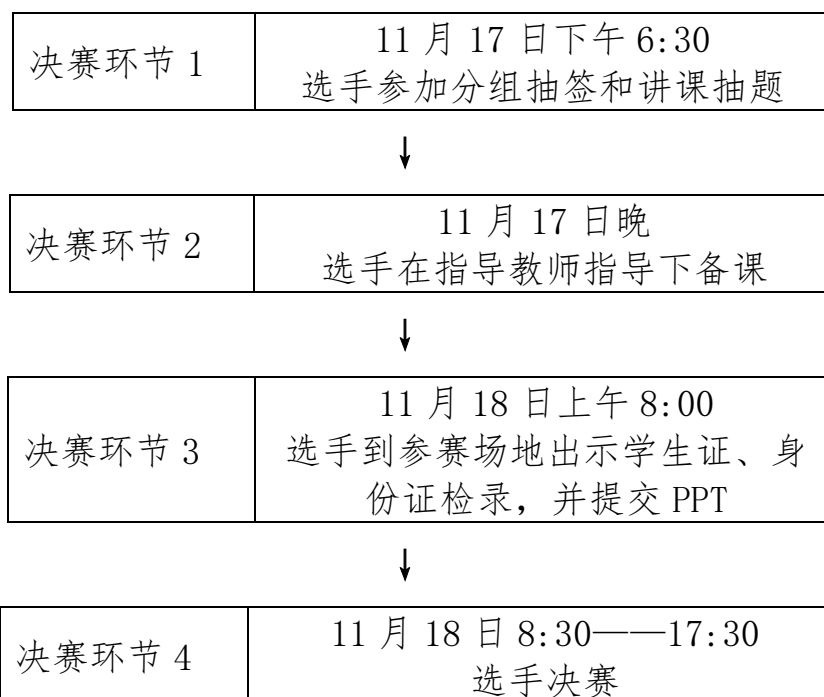 决赛环节 1
11 月 17 日下午 6:30
选手参加分组抽签和讲课抽题
↓
决赛环节 2
11 月 17 日晚
选手在指导教师指导下备课
↓
决赛环节 3
11 月 18 日上午 8:00
选手到参赛场地出示学生证、身
份证检录，并提交 PPT
↓
决赛环节 4
11 月 18 日 8:30——17:30
选手决赛